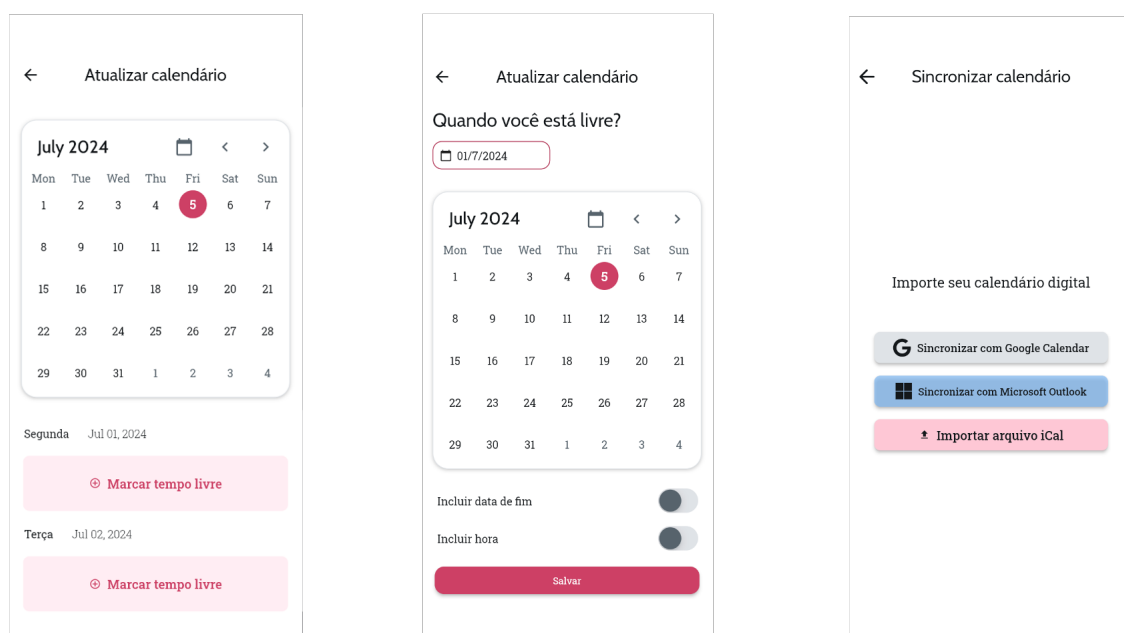 Atualizar calendário
July 2024
Mon Tue Wed Thu Fri Sat Sun
1 2 3 4 5 6 7
8 9 10 11 12 13 14
15 16 17 18 19 20 21
22 23 24 25 26 27 28
29 30 31 1 2 3 4
Segunda Jul 01, 2024
Marcar tempo livre
Terça Jul 02, 2024
Marcar tempo livre
Atualizar calendário
Quando você está livre?
01/7/2024
July 2024
Mon Tue Wed Thu Fri Sat Sun
1 2 3 4 5 6 7
8 9 10 11 12 13 14
15 16 17 18 19 20 21
22 23 24 25 26 27 28
29 30 31 1 2 3 4
Incluir data de fim
Incluir hora
Salvar
Sincronizar calendário
Importe seu calendário digital
Sincronizar com Google Calendar
Sincronizar com Microsoft Outlook
Importar arquivo iCal